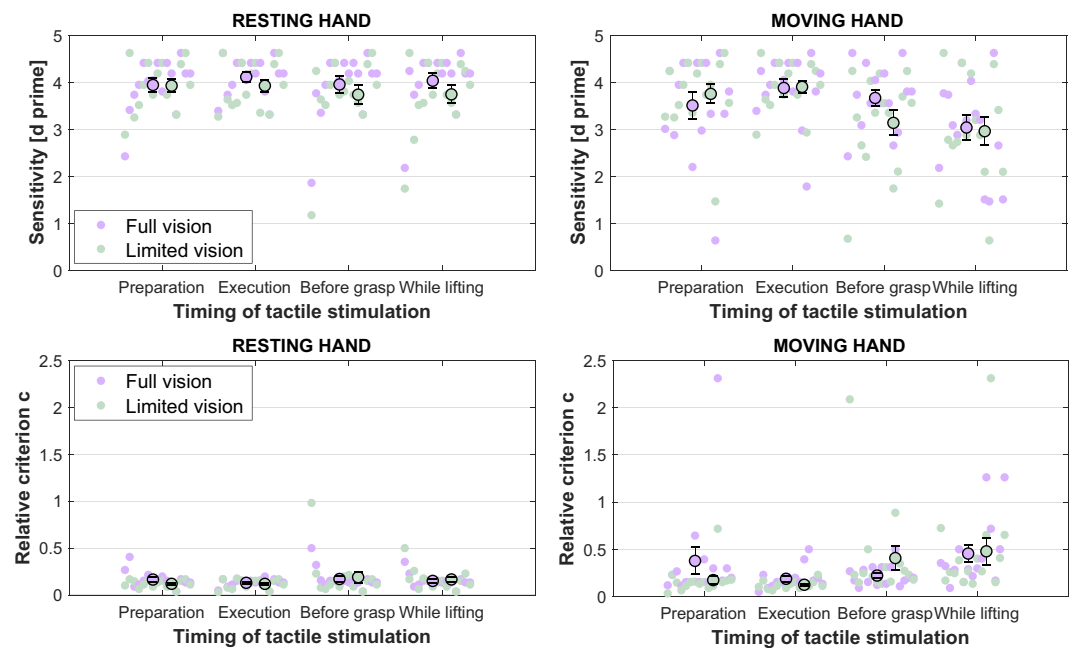 RESTING HAND
Sensitivity [d prime]
5
4
3
2
1
0
Full vision
Limited vision
Preparation Execution Before grasp While lifting
Timing of tactile stimulation
MOVING HAND
Sensitivity [d prime]
5
4
3
2
1
0
Preparation Execution Before grasp While lifting
Timing of tactile stimulation
RESTING HAND
Relative criterion c
2.5
2
1.5
1
0.5
0
Full vision
Limited vision
Preparation Execution Before grasp While lifting
Timing of tactile stimulation
MOVING HAND
Relative criterion c
2.5
2
1.5
1
0.5
0
Preparation Execution Before grasp While lifting
Timing of tactile stimulation